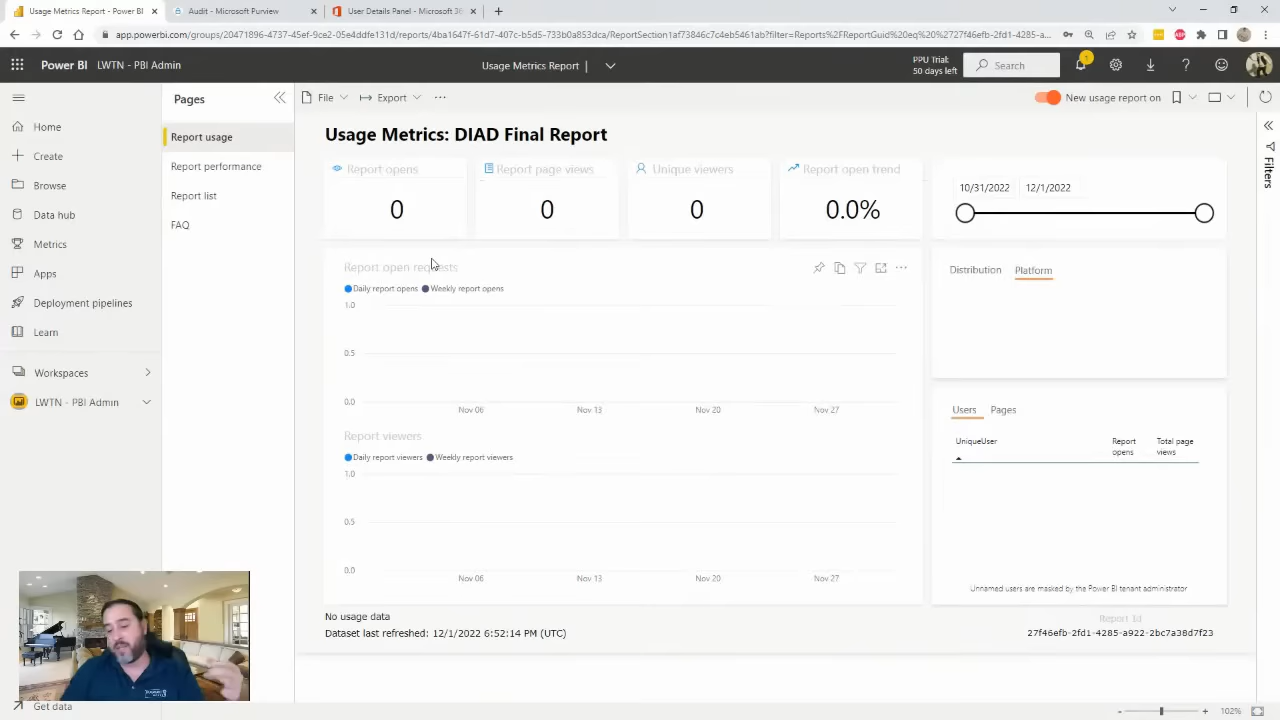 Usage Metrics Report - Power BI
Audit - Microsoft Purview
User Details Panel - Microsoft 36
app.powerbi.com/groups/20471896-4737-45ef-9ce2-05e4ddfe131d/reports/4ba1647f-61d7-407c-b5d5-733b0a853dca/ReportSection1af73846c7c4eb5461ab?filter=Reports%2FReportGuid%20eq%20%2727f46efb-2fd1-4285-a...
Power BI LWTN - PBI Admin
Usage Metrics Report
PPU Trial:
50 days left
Search
1
Pages
File
Export
New usage report on
Home
Create
Browse
Data hub
Metrics
Apps
Deployment pipelines
Learn
Workspaces
LWTN - PBI Admin
Get data
Report usage
Report performance
Report list
FAQ
Usage Metrics: DIAD Final Report
Report opens
0
Report page views
0
Unique viewers
0
Report open trend
0.0%
10/31/2022 12/1/2022
Filters
Report open requests
Daily report opens Weekly report opens
1.0
0.5
0.0
Nov 06 Nov 13 Nov 20 Nov 27
Report viewers
Daily report viewers Weekly report viewers
1.0
0.5
0.0
Nov 06 Nov 13 Nov 20 Nov 27
Distribution Platform
Users Pages
UniqueUser Report opens Total page views
Unnamed users are masked by the Power BI tenant administrator
No usage data
Dataset last refreshed: 12/1/2022 6:52:14 PM (UTC)
Report Id
27f46efb-2fd1-4285-a922-2bc7a38d7f23
102%